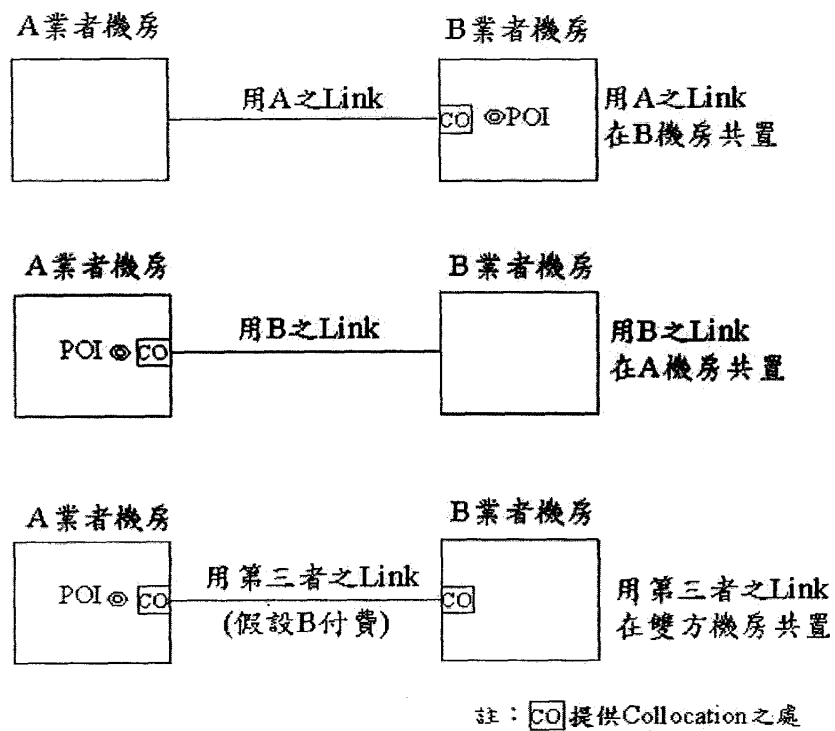 A業者機房
B業者機房
用A之Link
CO ◎POI
用A之Link
在B機房共置
A業者機房
B業者機房
POI ◎ CO
用B之Link
用B之Link
在A機房共置
A業者機房
B業者機房
POI ◎ CO
用第三者之Link
(假設B付費)
CO
用第三者之Link
在雙方機房共置
註：CO提供Collocation之處